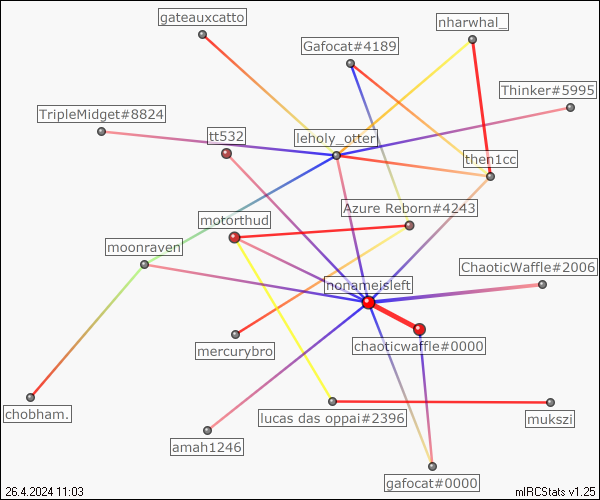 gateauxcatto
nharwhal_
Gafocat#4189
Thinker#5995
TripleMidget#8824
tt532
leholy_otter
then1cc
Azure Reborn#4243
motorthud
moonraven
ChaoticWaffle#2006
nonameisleft
chaoticwaffle#0000
mercurybro
chobham.
lucas das oppai#2396
mukszi
amah1246
gafocat#0000
26.4.2024 11:03
mIRCStats v1.25